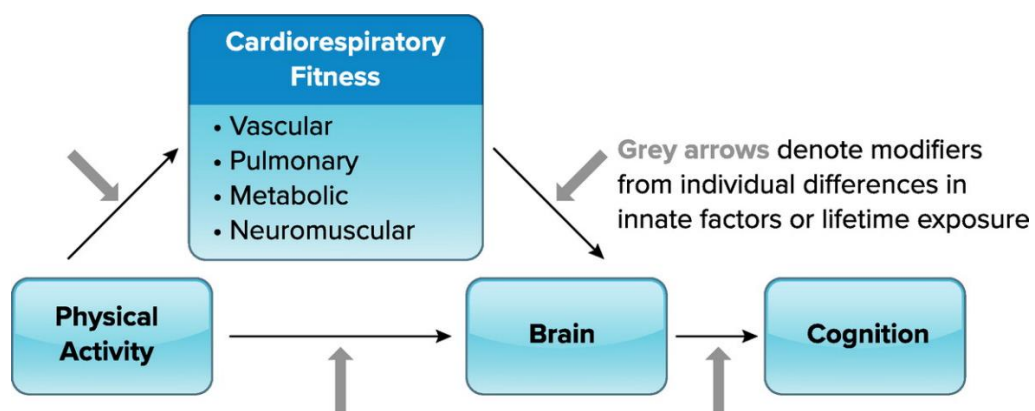 Cardiorespiratory
Fitness
• Vascular
• Pulmonary
• Metabolic
• Neuromuscular
Grey arrows denote modifiers
from individual differences in
innate factors or lifetime exposure
Physical
Activity
Brain
Cognition